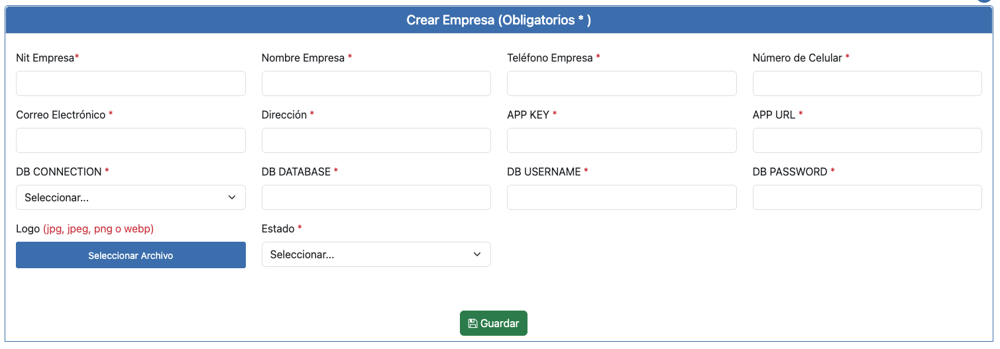 Crear Empresa (Obligatorios * )
Nit Empresa* Nombre Empresa * Teléfono Empresa * Número de Celular *
Correo Electrónico * Dirección * APP KEY * APP URL *
DB CONNECTION * DB DATABASE * DB USERNAME * DB PASSWORD *
Seleccionar...
Logo (jpg, jpeg, png o webp) Estado *
Seleccionar Archivo Seleccionar...
Guardar